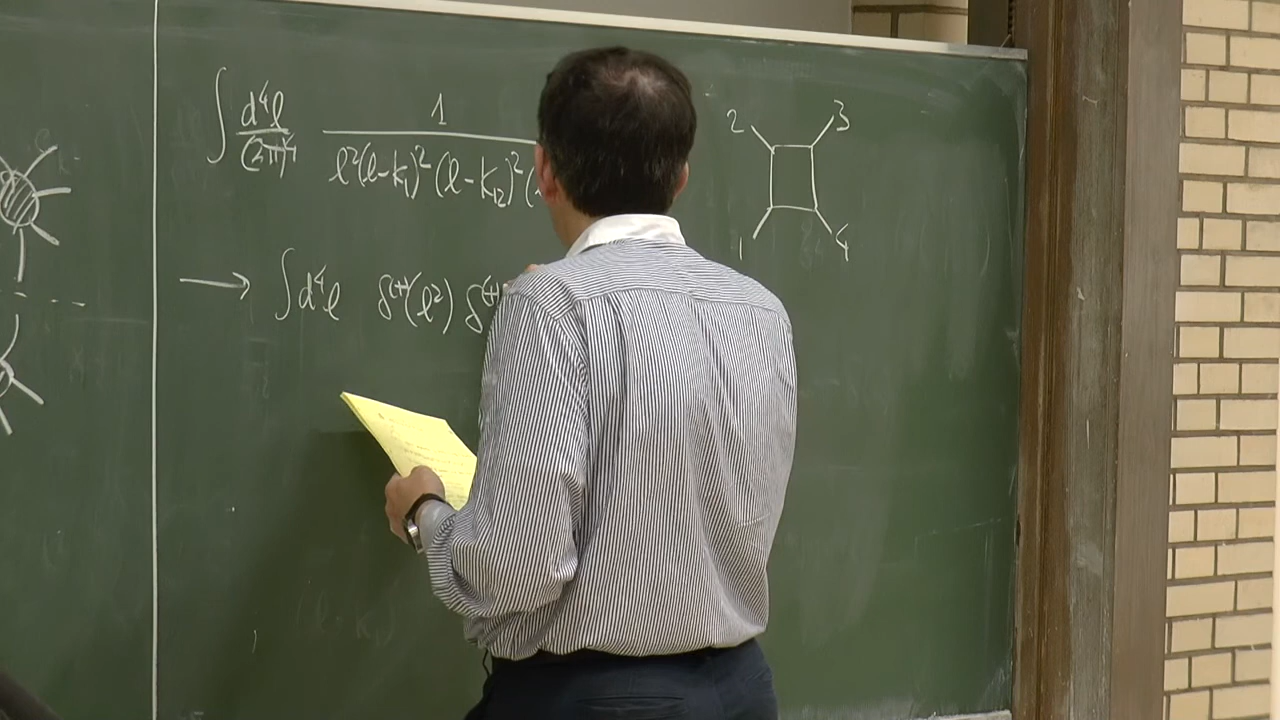 ∫ d⁴ℓ/(2π)⁴ 1/ℓ²(ℓ-k₁)²(ℓ-k₁₂)²(
2 3
1 4
→ ∫d⁴ℓ δ⁽⁺⁾(ℓ²) δ⁽⁺⁾